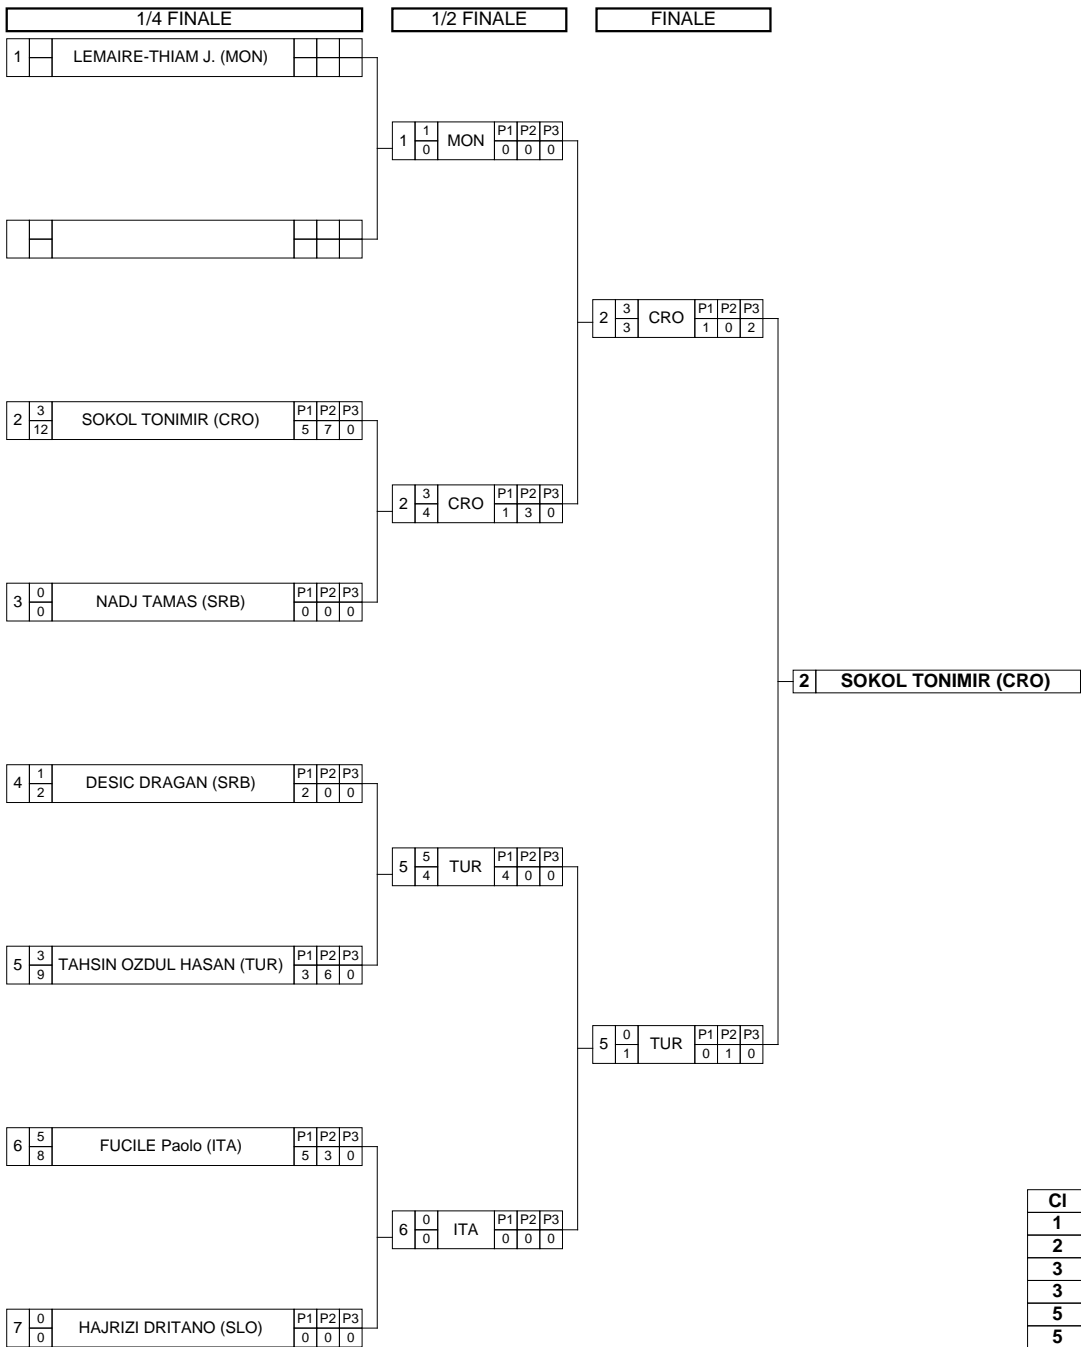 1/4 FINALE 1/2 FINALE FINALE
1 LEMAIRE-THIAM J. (MON)
1 1 MON P1 P2 P3
0 0 0 0
2 3 CRO P1 P2 P3
3 1 0 2
2 3 SOKOL TONIMIR (CRO) P1 P2 P3
12 5 7 0
2 3 CRO P1 P2 P3
4 1 3 0
3 0 NADJ TAMAS (SRB) P1 P2 P3
0 0 0 0
2 SOKOL TONIMIR (CRO)
4 1 DESIC DRAGAN (SRB) P1 P2 P3
2 2 0 0
5 5 TUR P1 P2 P3
4 4 0 0
5 3 TAHSIN OZDUL HASAN (TUR) P1 P2 P3
9 3 6 0
5 0 TUR P1 P2 P3
1 0 1 0
6 5 FUCILE Paolo (ITA) P1 P2 P3
8 5 3 0
6 0 ITA P1 P2 P3
0 0 0 0
7 0 HAJRIZI DRITANO (SLO) P1 P2 P3
0 0 0 0
Cl
1
2
3
3
5
5